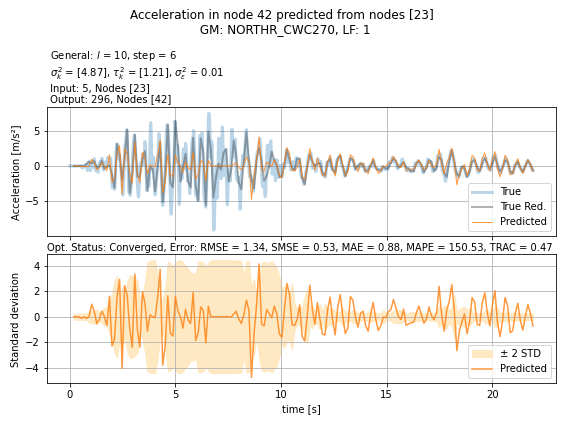 Acceleration in node 42 predicted from nodes [23]
GM: NORTHR_CWC270, LF: 1
General: l = 10, step = 6
σ²ₖ = [4.87], τ²ₖ = [1.21], σ²ε = 0.01
Input: 5, Nodes [23]
Output: 296, Nodes [42]
Acceleration [m/s²]
5
0
−5
True
True Red.
Predicted
Opt. Status: Converged, Error: RMSE = 1.34, SMSE = 0.53, MAE = 0.88, MAPE = 150.53, TRAC = 0.47
Standard deviation
4
2
0
−2
−4
± 2 STD
Predicted
0 5 10 15 20
time [s]